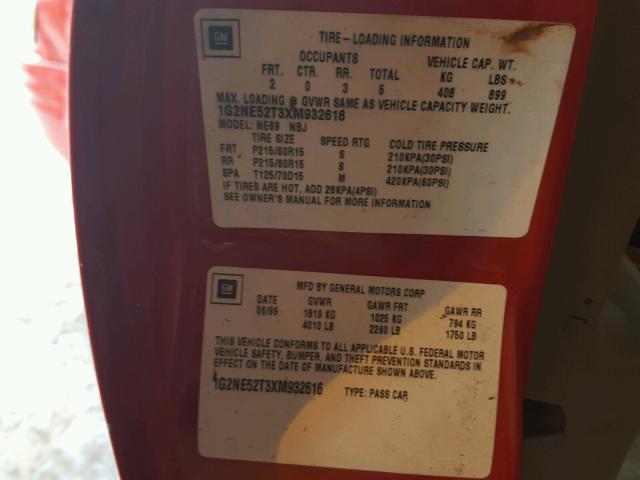 GM
TIRE-LOADING INFORMATION
OCCUPANTS VEHICLE CAP. WT.
FRT. CTR. RR. TOTAL KG LBS
2 0 3 5 408 899
MAX. LOADING @ GVWR SAME AS VEHICLE CAPACITY WEIGHT.
1G2NE52T3XM932616
MODEL: NE69 NBJ
TIRE SIZE SPEED RTG COLD TIRE PRESSURE
FRT P215/60R15 S 210KPA(30PSI)
RR P215/60R15 S 210KPA(30PSI)
SPA T125/70D15 M 420KPA(60PSI)
IF TIRES ARE HOT, ADD 28KPA(4PSI)
SEE OWNER'S MANUAL FOR MORE INFORMATION
GM
MFD BY GENERAL MOTORS CORP
DATE GVWR GAWR FRT GAWR RR
06/99 1819 KG 1025 KG 794 KG
4010 LB 2260 LB 1750 LB
THIS VEHICLE CONFORMS TO ALL APPLICABLE U.S. FEDERAL MOTOR
VEHICLE SAFETY, BUMPER, AND THEFT PREVENTION STANDARDS IN
EFFECT ON THE DATE OF MANUFACTURE SHOWN ABOVE.
1G2NE52T3XM932616 TYPE: PASS CAR